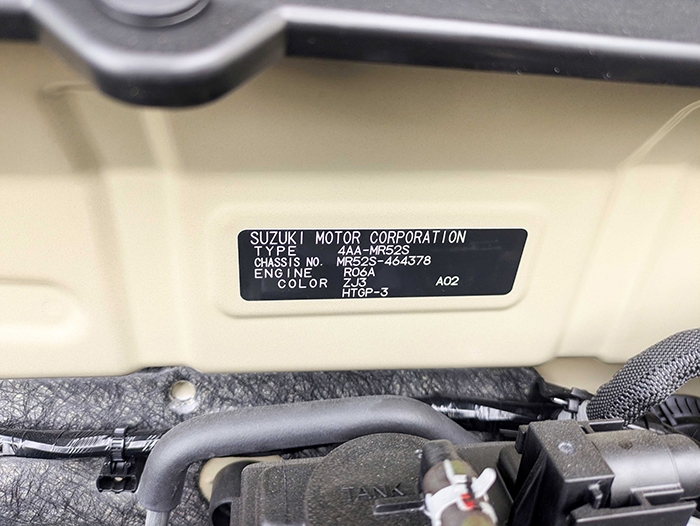 SUZUKI MOTOR CORPORATION
TYPE 4AA-MR52S
CHASSIS NO. MR52S-464378
ENGINE R06A
COLOR ZJ3 A02
HTGP-3
TANK